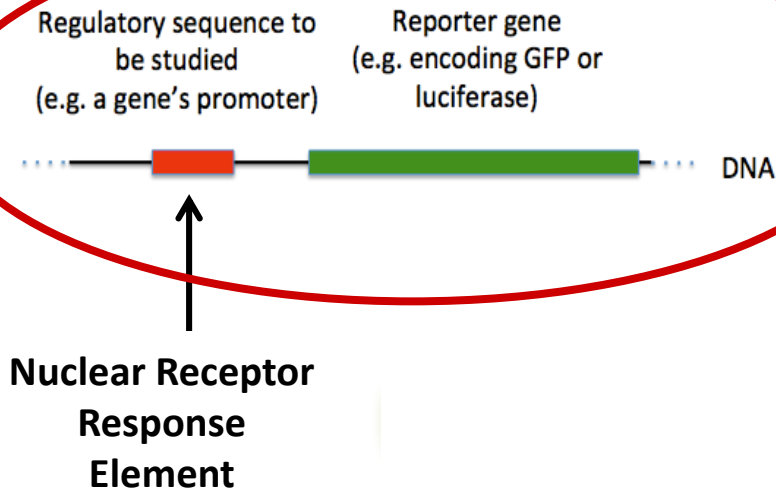 Regulatory sequence to
be studied
(e.g. a gene's promoter)
Reporter gene
(e.g. encoding GFP or
luciferase)
DNA
Nuclear Receptor
Response
Element